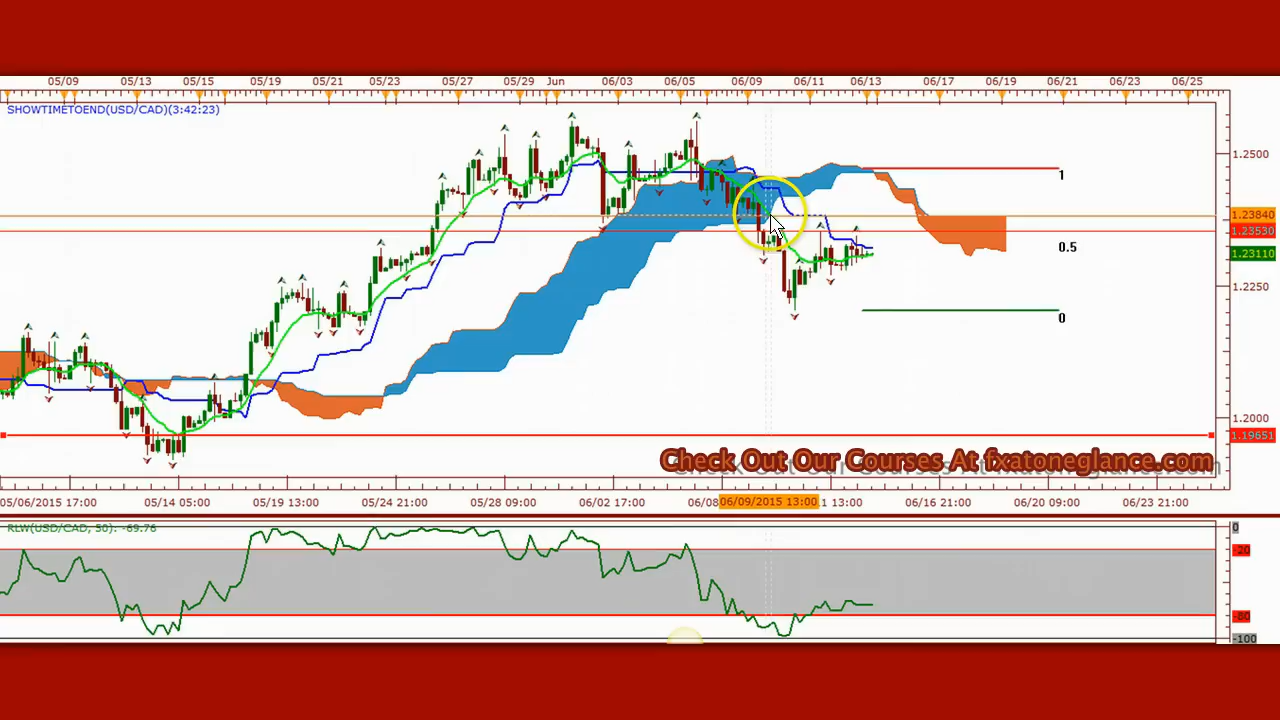 05/09 05/13 05/15 05/19 05/21 05/23 05/27 05/29 Jun 06/03 06/05 06/09 06/11 06/13 06/17 06/19 06/21 06/23 06/25
SHOWTIMETOEND(USD/CAD)(3:42:23)
1.2500
1
1.23840
1.23530
0.5
1.23110
1.2250
0
1.2000
1.19651
Check Out Our Courses At fxatoneglance.com
05/06/2015 17:00 05/14 05:00 05/19 13:00 05/24 21:00 05/28 09:00 06/02 17:00 06/08 06/09/2015 13:00 1 13:00 06/16 21:00 06/20 09:00 06/23 21:00
RLW(USD/CAD, 50): -69.76
0
-20
-80
-100